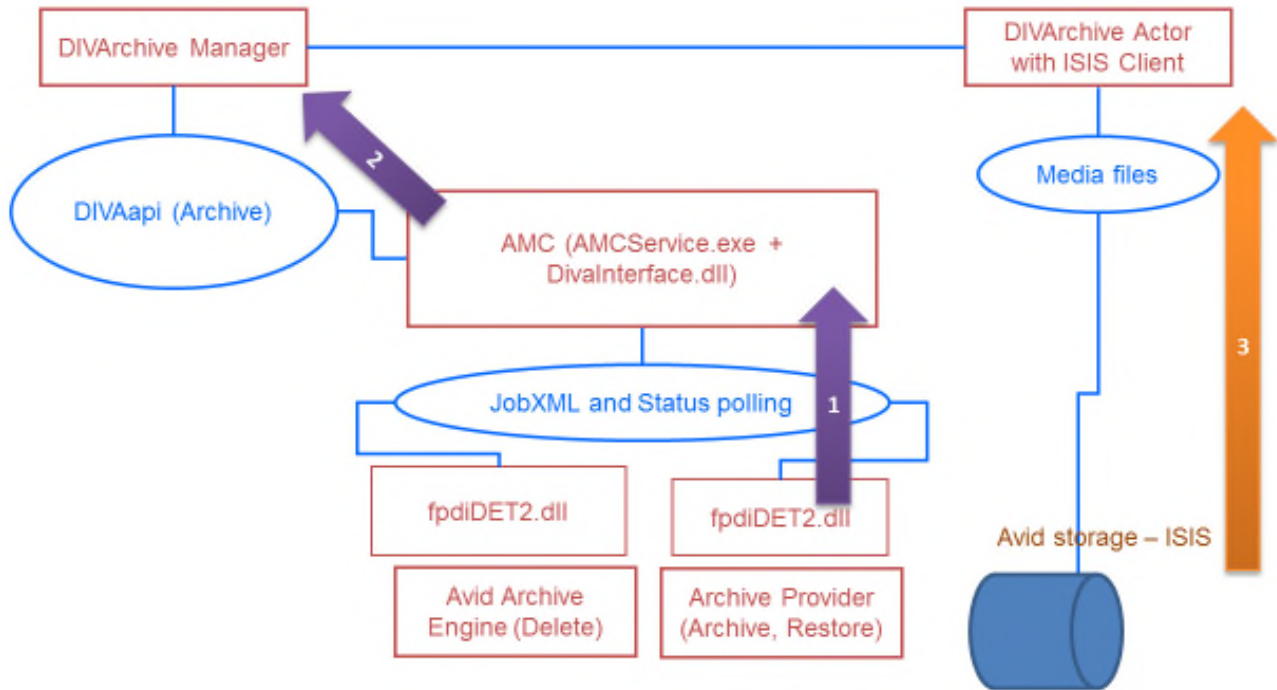 DIVArchive Manager
DIVArchive Actor
with ISIS Client
2
DIVAapi (Archive)
Media files
AMC (AMCService.exe +
DivaInterface.dll)
3
JobXML and Status polling
1
fpdiDET2.dll
fpdiDET2.dll
Avid storage – ISIS
Avid Archive
Engine (Delete)
Archive Provider
(Archive, Restore)